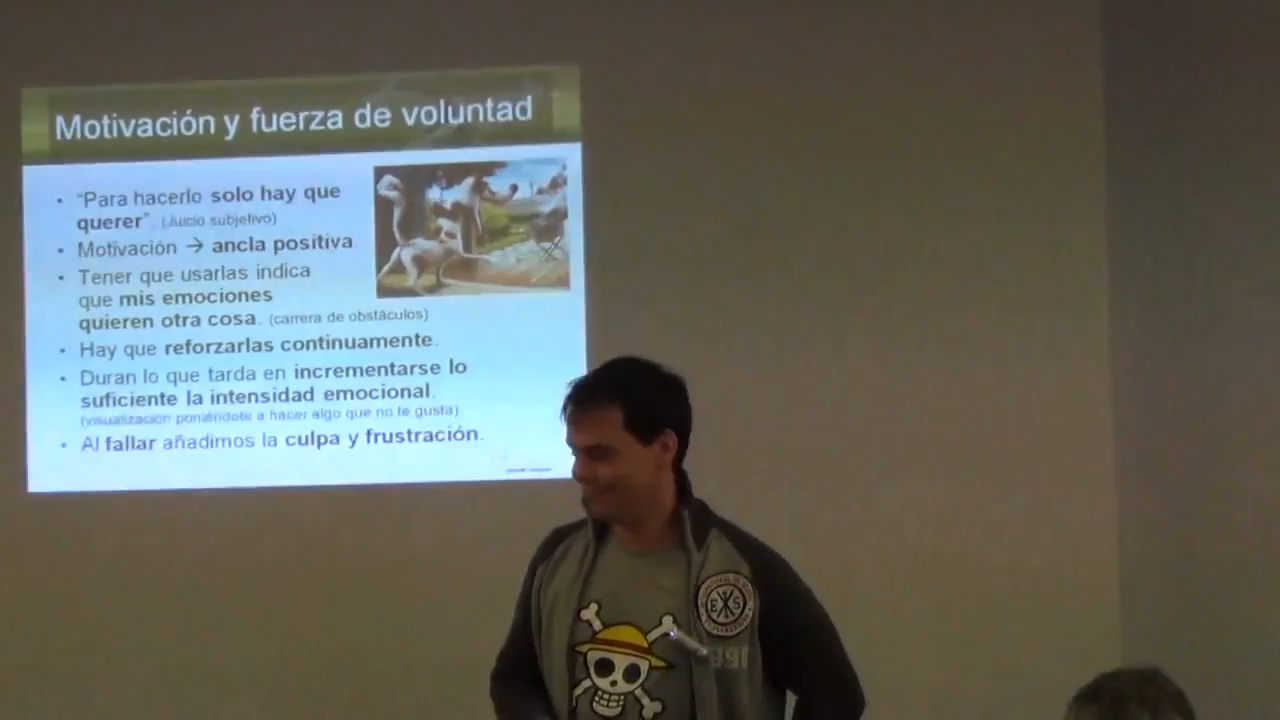 Motivación y fuerza de voluntad
• “Para hacerlo solo hay que
querer”. (Juicio subjetivo)
• Motivación → ancla positiva
• Tener que usarlas indica
que mis emociones
quieren otra cosa. (carrera de obstáculos)
• Hay que reforzarlas continuamente.
• Duran lo que tarda en incrementarse lo
suficiente la intensidad emocional.
(visualización poniéndote a hacer algo que no te gusta)
• Al fallar añadimos la culpa y frustración.
EXS